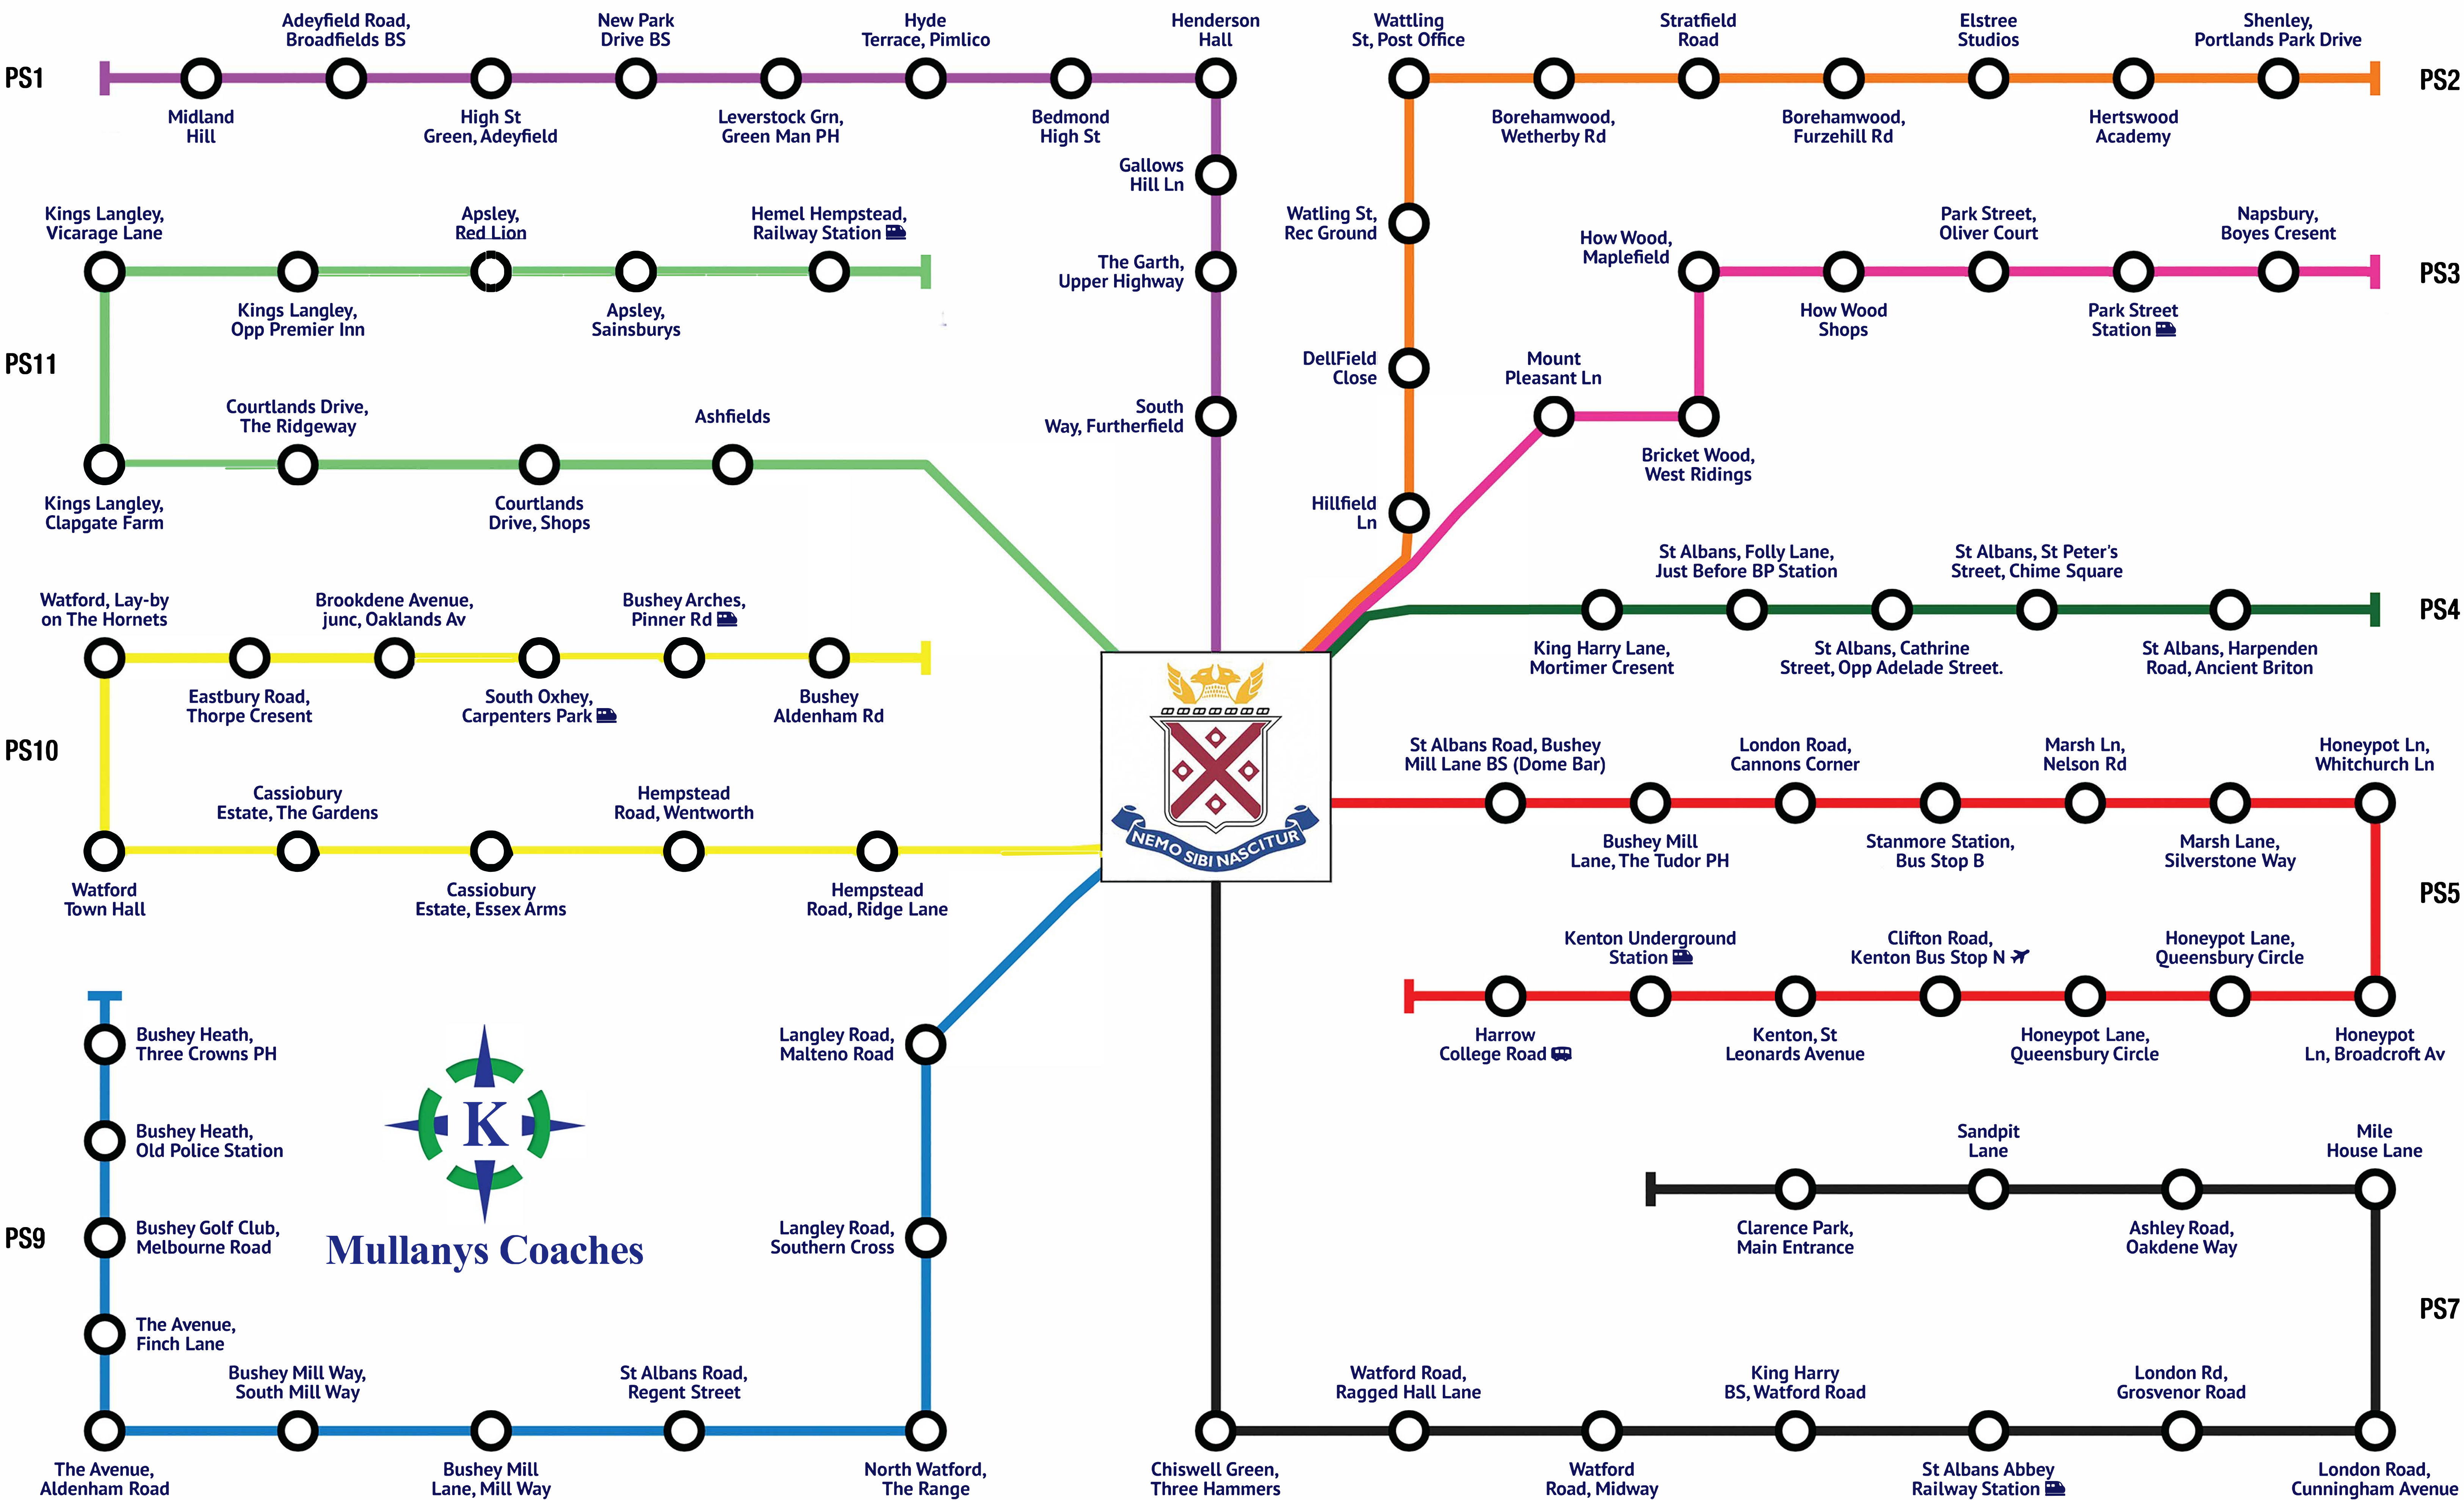 PS1
Midland
Hill
Adeyfield Road,
Broadfields BS
High St
Green, Adeyfield
New Park
Drive BS
Leverstock Grn,
Green Man PH
Hyde
Terrace, Pimlico
Bedmond
High St
Henderson
Hall
Gallows
Hill Ln
The Garth,
Upper Highway
South
Way, Furtherfield
PS2
Wattling
St, Post Office
Borehamwood,
Wetherby Rd
Stratfield
Road
Borehamwood,
Furzehill Rd
Elstree
Studios
Hertswood
Academy
Shenley,
Portlands Park Drive
Watling St,
Rec Ground
DellField
Close
Hillfield
Ln
PS3
How Wood,
Maplefield
How Wood
Shops
Park Street,
Oliver Court
Park Street
Station
Napsbury,
Boyes Cresent
Mount
Pleasant Ln
Bricket Wood,
West Ridings
PS11
Kings Langley,
Vicarage Lane
Kings Langley,
Opp Premier Inn
Apsley,
Red Lion
Apsley,
Sainsburys
Hemel Hempstead,
Railway Station
Kings Langley,
Clapgate Farm
Courtlands Drive,
The Ridgeway
Courtlands
Drive, Shops
Ashfields
PS4
King Harry Lane,
Mortimer Cresent
St Albans, Folly Lane,
Just Before BP Station
St Albans, Cathrine
Street, Opp Adelade Street.
St Albans, St Peter's
Street, Chime Square
St Albans, Harpenden
Road, Ancient Briton
PS10
Watford, Lay-by
on The Hornets
Eastbury Road,
Thorpe Cresent
Brookdene Avenue,
junc, Oaklands Av
South Oxhey,
Carpenters Park
Bushey Arches,
Pinner Rd
Bushey
Aldenham Rd
Watford
Town Hall
Cassiobury
Estate, The Gardens
Cassiobury
Estate, Essex Arms
Hempstead
Road, Wentworth
Hempstead
Road, Ridge Lane
NEMO SIBI NASCITUR
PS5
St Albans Road, Bushey
Mill Lane BS (Dome Bar)
Bushey Mill
Lane, The Tudor PH
London Road,
Cannons Corner
Stanmore Station,
Bus Stop B
Marsh Ln,
Nelson Rd
Marsh Lane,
Silverstone Way
Honeypot Ln,
Whitchurch Ln
Harrow
College Road
Kenton Underground
Station
Kenton, St
Leonards Avenue
Clifton Road,
Kenton Bus Stop N
Honeypot Lane,
Queensbury Circle
Honeypot Lane,
Queensbury Circle
Honeypot
Ln, Broadcroft Av
PS9
Bushey Heath,
Three Crowns PH
Bushey Heath,
Old Police Station
Bushey Golf Club,
Melbourne Road
The Avenue,
Finch Lane
The Avenue,
Aldenham Road
Bushey Mill Way,
South Mill Way
Bushey Mill
Lane, Mill Way
St Albans Road,
Regent Street
North Watford,
The Range
Langley Road,
Southern Cross
Langley Road,
Malteno Road
K
Mullanys Coaches
PS7
Clarence Park,
Main Entrance
Sandpit
Lane
Ashley Road,
Oakdene Way
Mile
House Lane
Chiswell Green,
Three Hammers
Watford Road,
Ragged Hall Lane
Watford
Road, Midway
King Harry
BS, Watford Road
St Albans Abbey
Railway Station
London Rd,
Grosvenor Road
London Road,
Cunningham Avenue